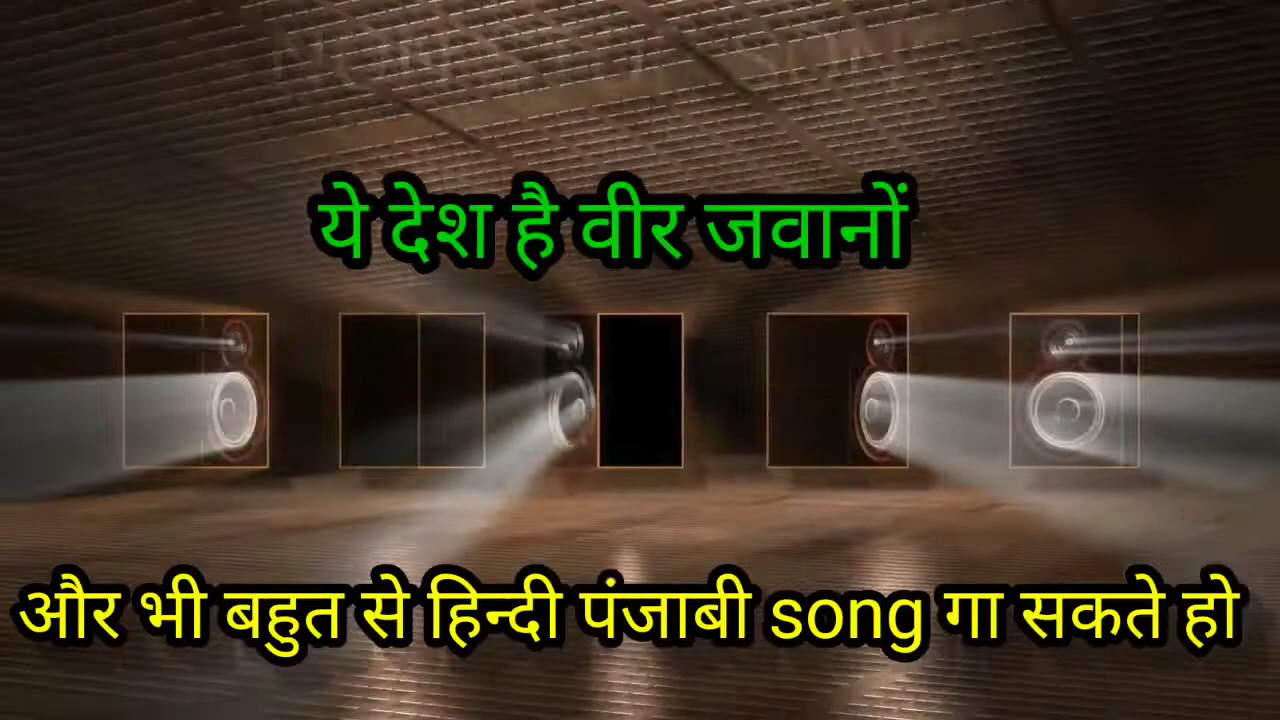 ये देश है वीर जवानों
और भी बहुत से हिन्दी पंजाबी song गा सकते हो